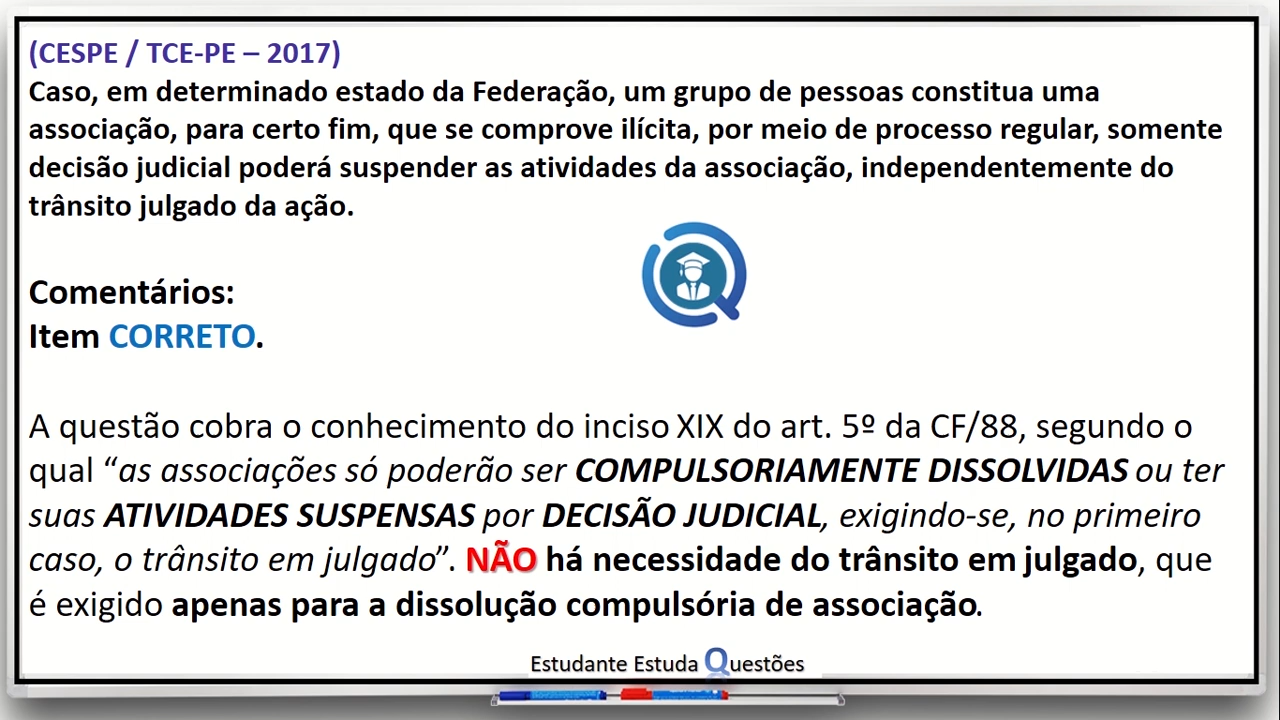 (CESPE / TCE-PE – 2017)
Caso, em determinado estado da Federação, um grupo de pessoas constitua uma
associação, para certo fim, que se comprove ilícita, por meio de processo regular, somente
decisão judicial poderá suspender as atividades da associação, independentemente do
trânsito julgado da ação.
Comentários:
Item CORRETO.
A questão cobra o conhecimento do inciso XIX do art. 5º da CF/88, segundo o
qual “as associações só poderão ser COMPULSORIAMENTE DISSOLVIDAS ou ter
suas ATIVIDADES SUSPENSAS por DECISÃO JUDICIAL, exigindo-se, no primeiro
caso, o trânsito em julgado”. NÃO há necessidade do trânsito em julgado, que
é exigido apenas para a dissolução compulsória de associação.
Estudante Estuda Questões